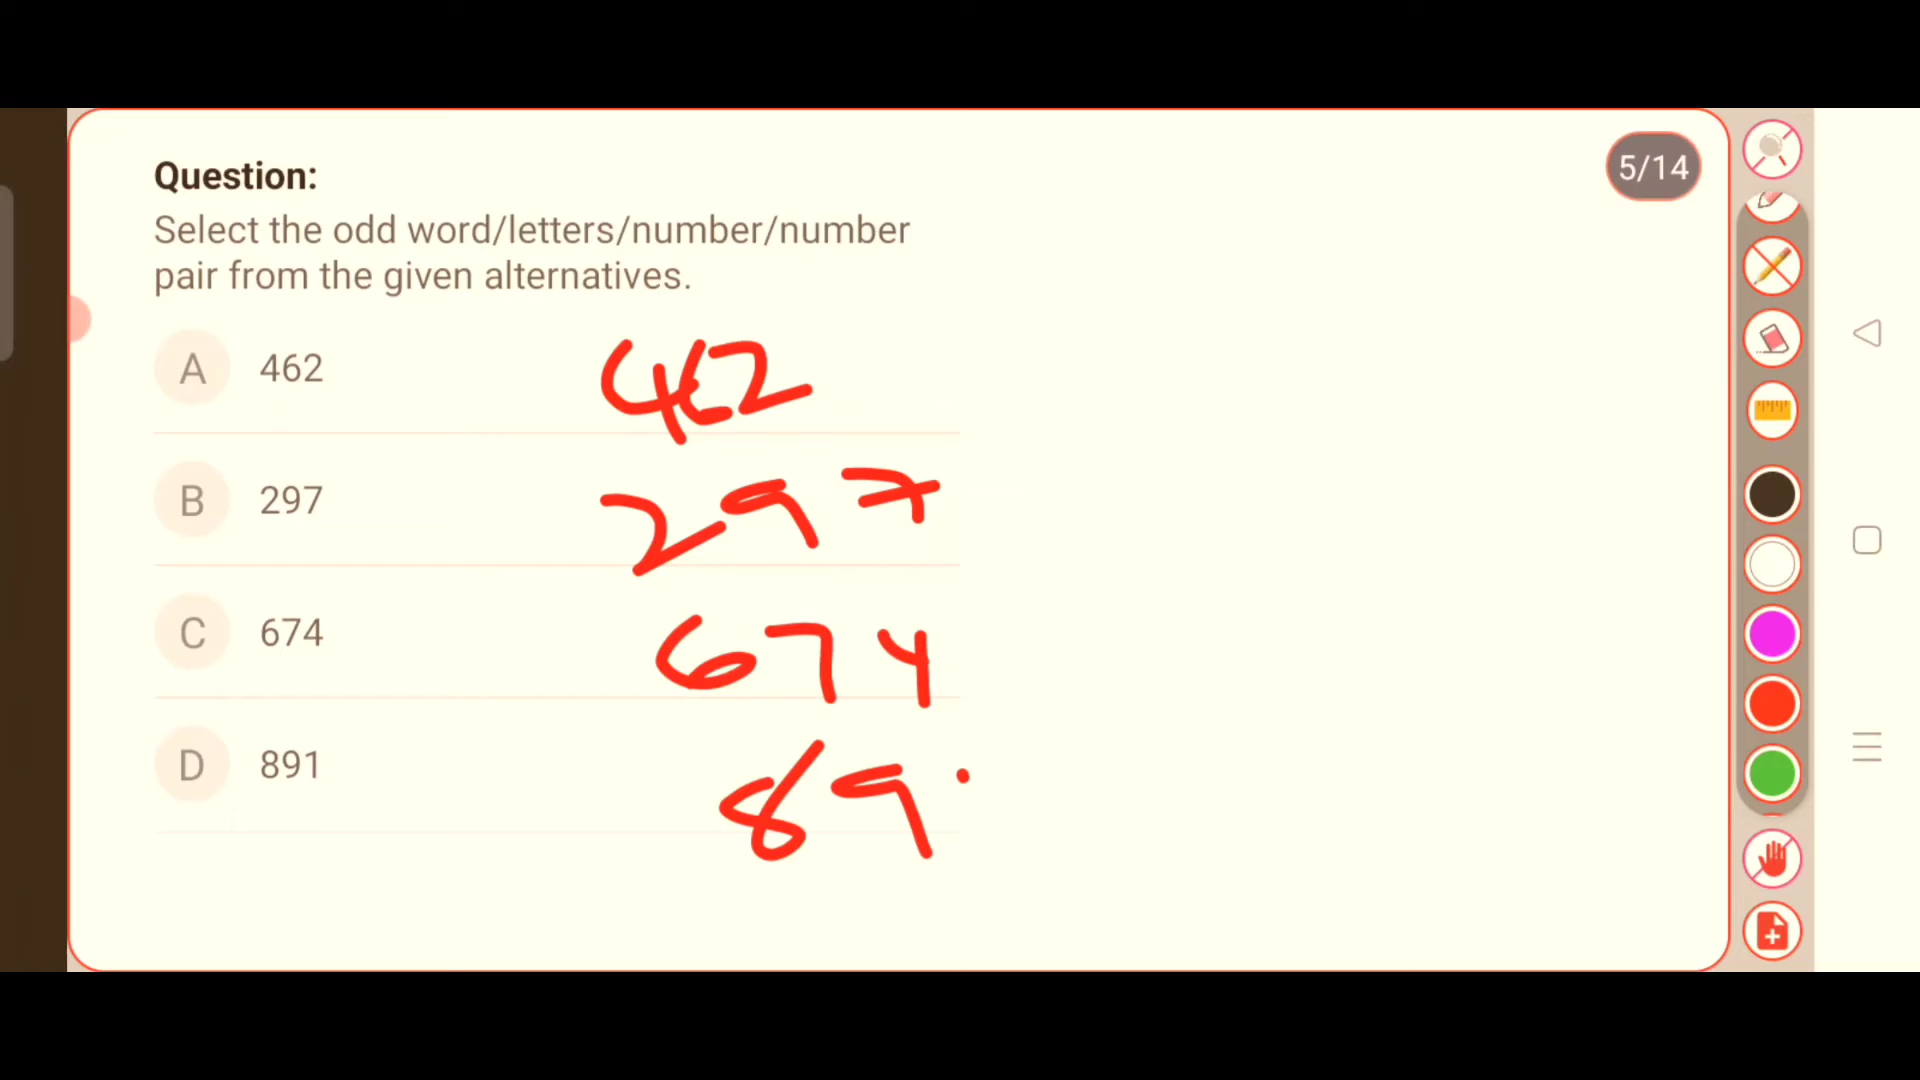 Question:
5/14
Select the odd word/letters/number/number
pair from the given alternatives.
A 462
462
B 297
297
C 674
674
D 891
89